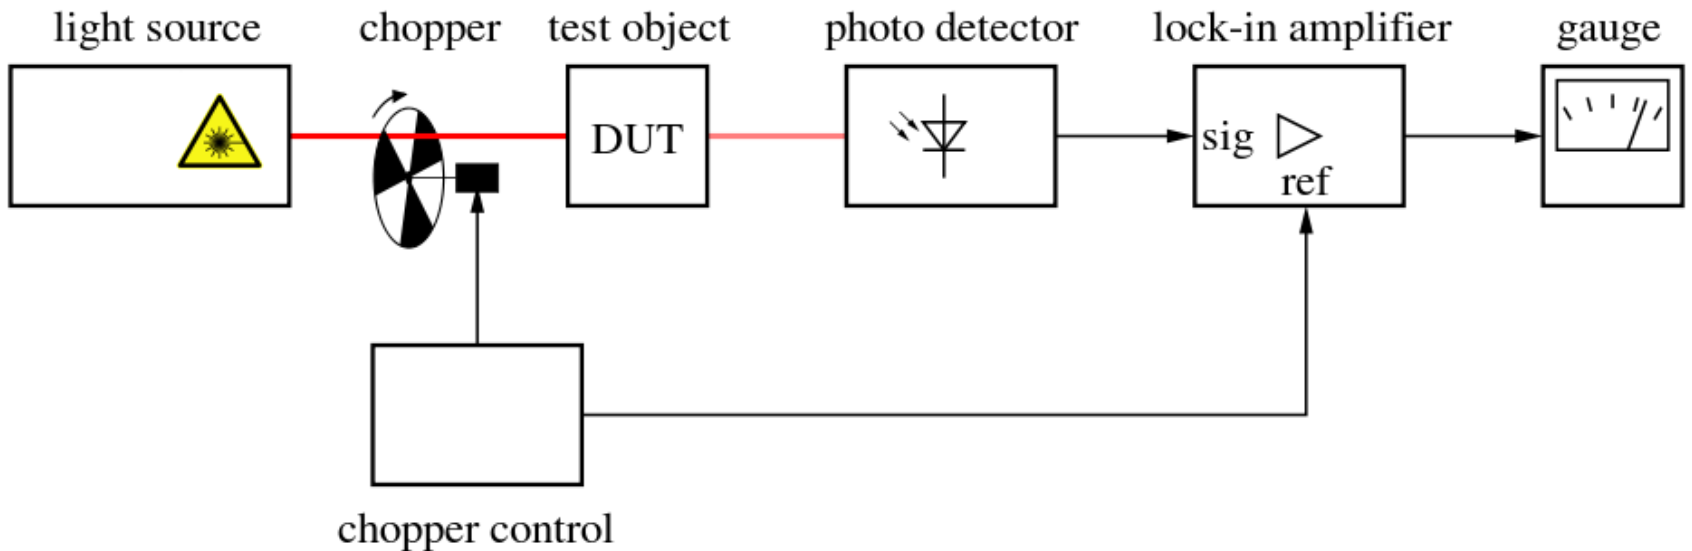 light source
chopper
test object
photo detector
lock-in amplifier
gauge
DUT
sig
ref
chopper control